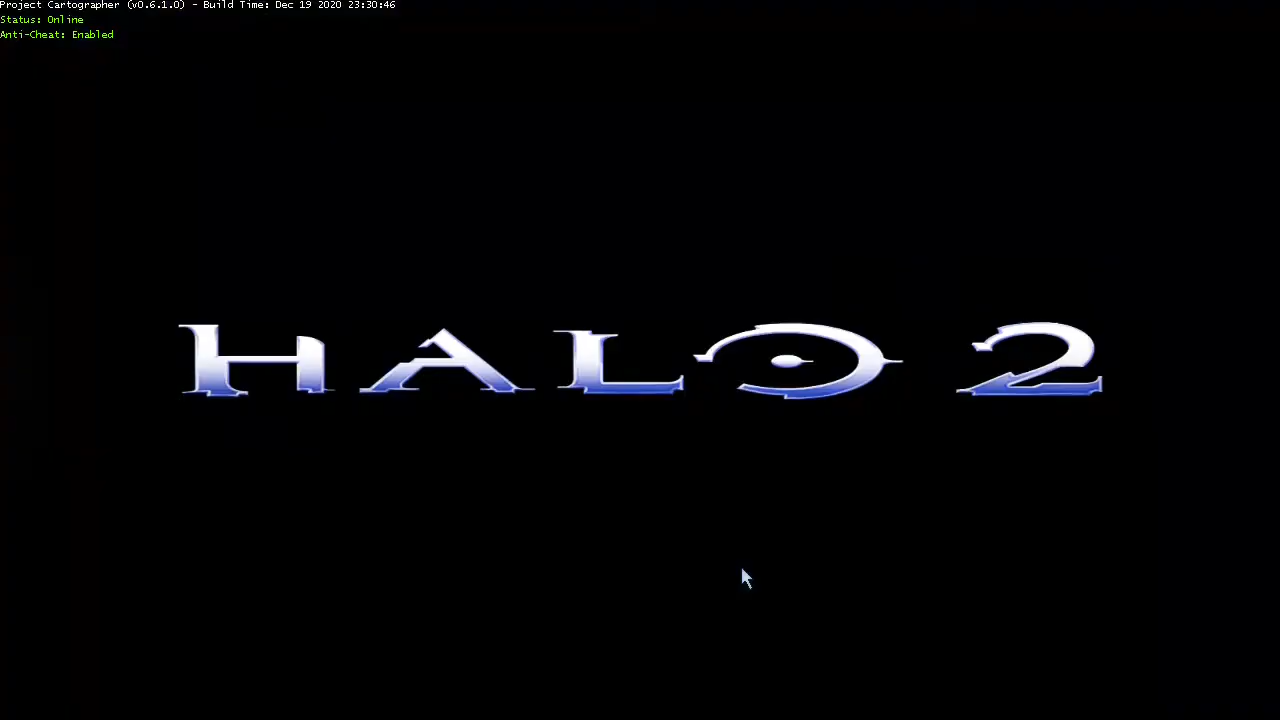 Project Cartographer (v0.6.1.0) - Build Time: Dec 19 2020 23:30:46
Status: Online
Anti-Cheat: Enabled
HALO 2